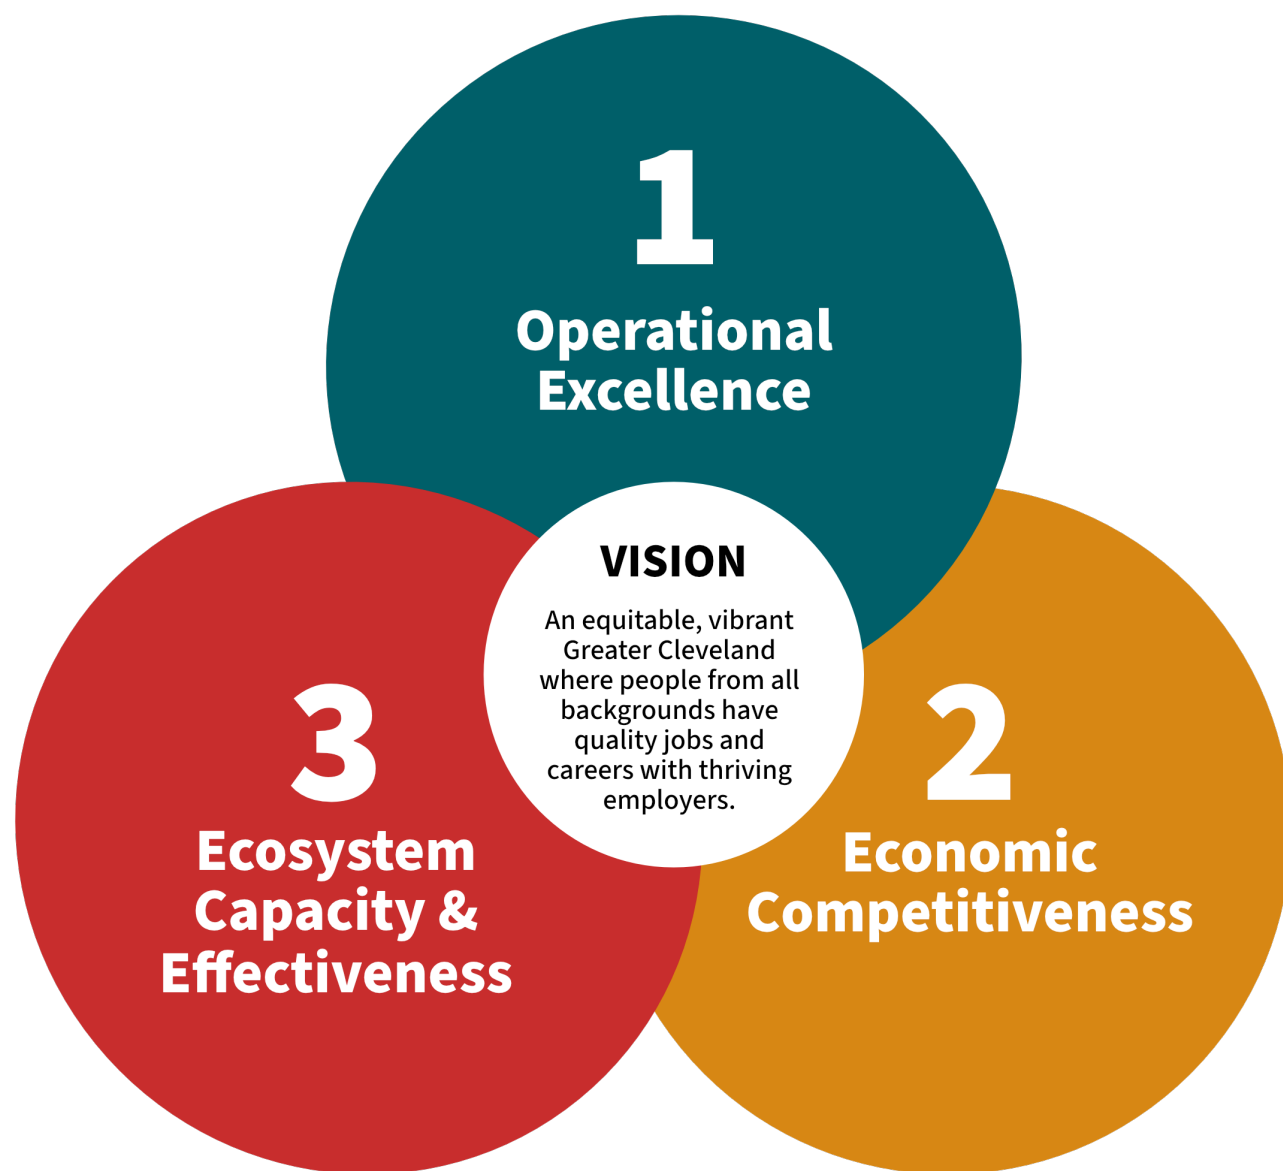 1
Operational
Excellence
VISION
An equitable, vibrant
Greater Cleveland
where people from all
backgrounds have
quality jobs and
careers with thriving
employers.
2
Economic
Competitiveness
3
Ecosystem
Capacity &
Effectiveness